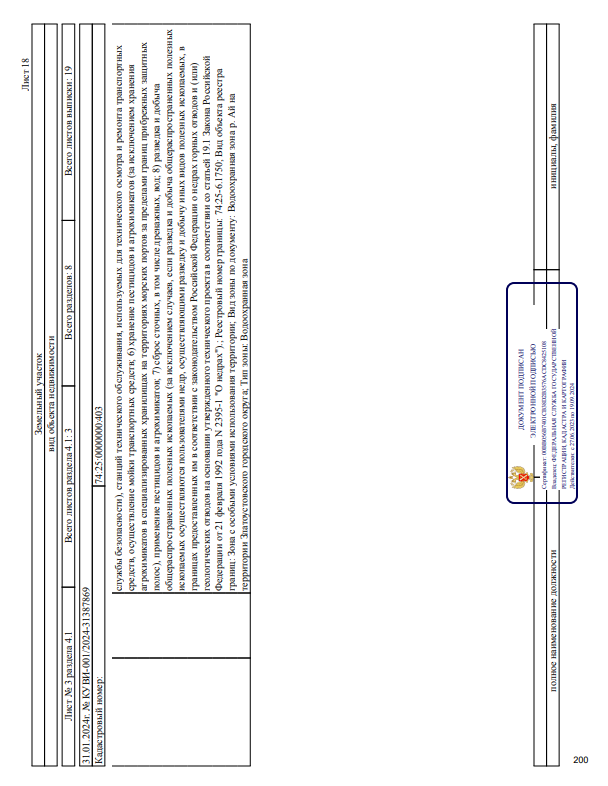 Лист 18
Земельный участок
вид объекта недвижимости
Лист № 3 раздела 4.1 Всего листов раздела 4.1: 3 Всего разделов: 8 Всего листов выписки: 19
31.01.2024г. № КУВИ-001/2024-31387869
Кадастровый номер: 74:25:0000000:403
службы безопасности), станций технического обслуживания, используемых для технического осмотра и ремонта транспортных
средств, осуществление мойки транспортных средств; 6) хранение пестицидов и агрохимикатов (за исключением хранения
агрохимикатов в специализированных хранилищах на территориях морских портов за пределами границ прибрежных защитных
полос), применение пестицидов и агрохимикатов; 7) сброс сточных, в том числе дренажных, вод; 8) разведка и добыча
общераспространенных полезных ископаемых (за исключением случаев, если разведка и добыча общераспространенных полезных
ископаемых осуществляются пользователями недр, осуществляющими разведку и добычу иных видов полезных ископаемых, в
границах предоставленных им в соответствии с законодательством Российской Федерации о недрах горных отводов и (или)
геологических отводов на основании утвержденного технического проекта в соответствии со статьей 19.1 Закона Российской
Федерации от 21 февраля 1992 года N 2395-1 "О недрах").; Реестровый номер границы: 74:25-6.1750; Вид объекта реестра
границ: Зона с особыми условиями использования территории; Вид зоны по документу: Водоохранная зона р. Ай на
территории Златоустовского городского округа; Тип зоны: Водоохранная зона
ДОКУМЕНТ ПОДПИСАН
ЭЛЕКТРОННОЙ ПОДПИСЬЮ
Владелец: ФЕДЕРАЛЬНАЯ СЛУЖБА ГОСУДАРСТВЕННОЙ
РЕГИСТРАЦИИ, КАДАСТРА И КАРТОГРАФИИ
Действителен: с 27.06.2023 по 19.09.2024
полное наименование должности инициалы, фамилия
200